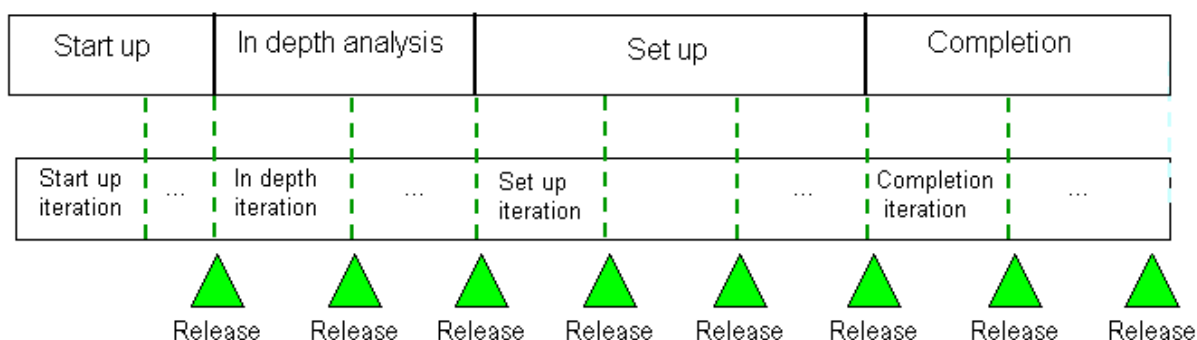 Start up
In depth analysis
Set up
Completion
Start up
iteration
...
In depth
iteration
...
Set up
iteration
...
Completion
iteration
...
Release
Release
Release
Release
Release
Release
Release
Release